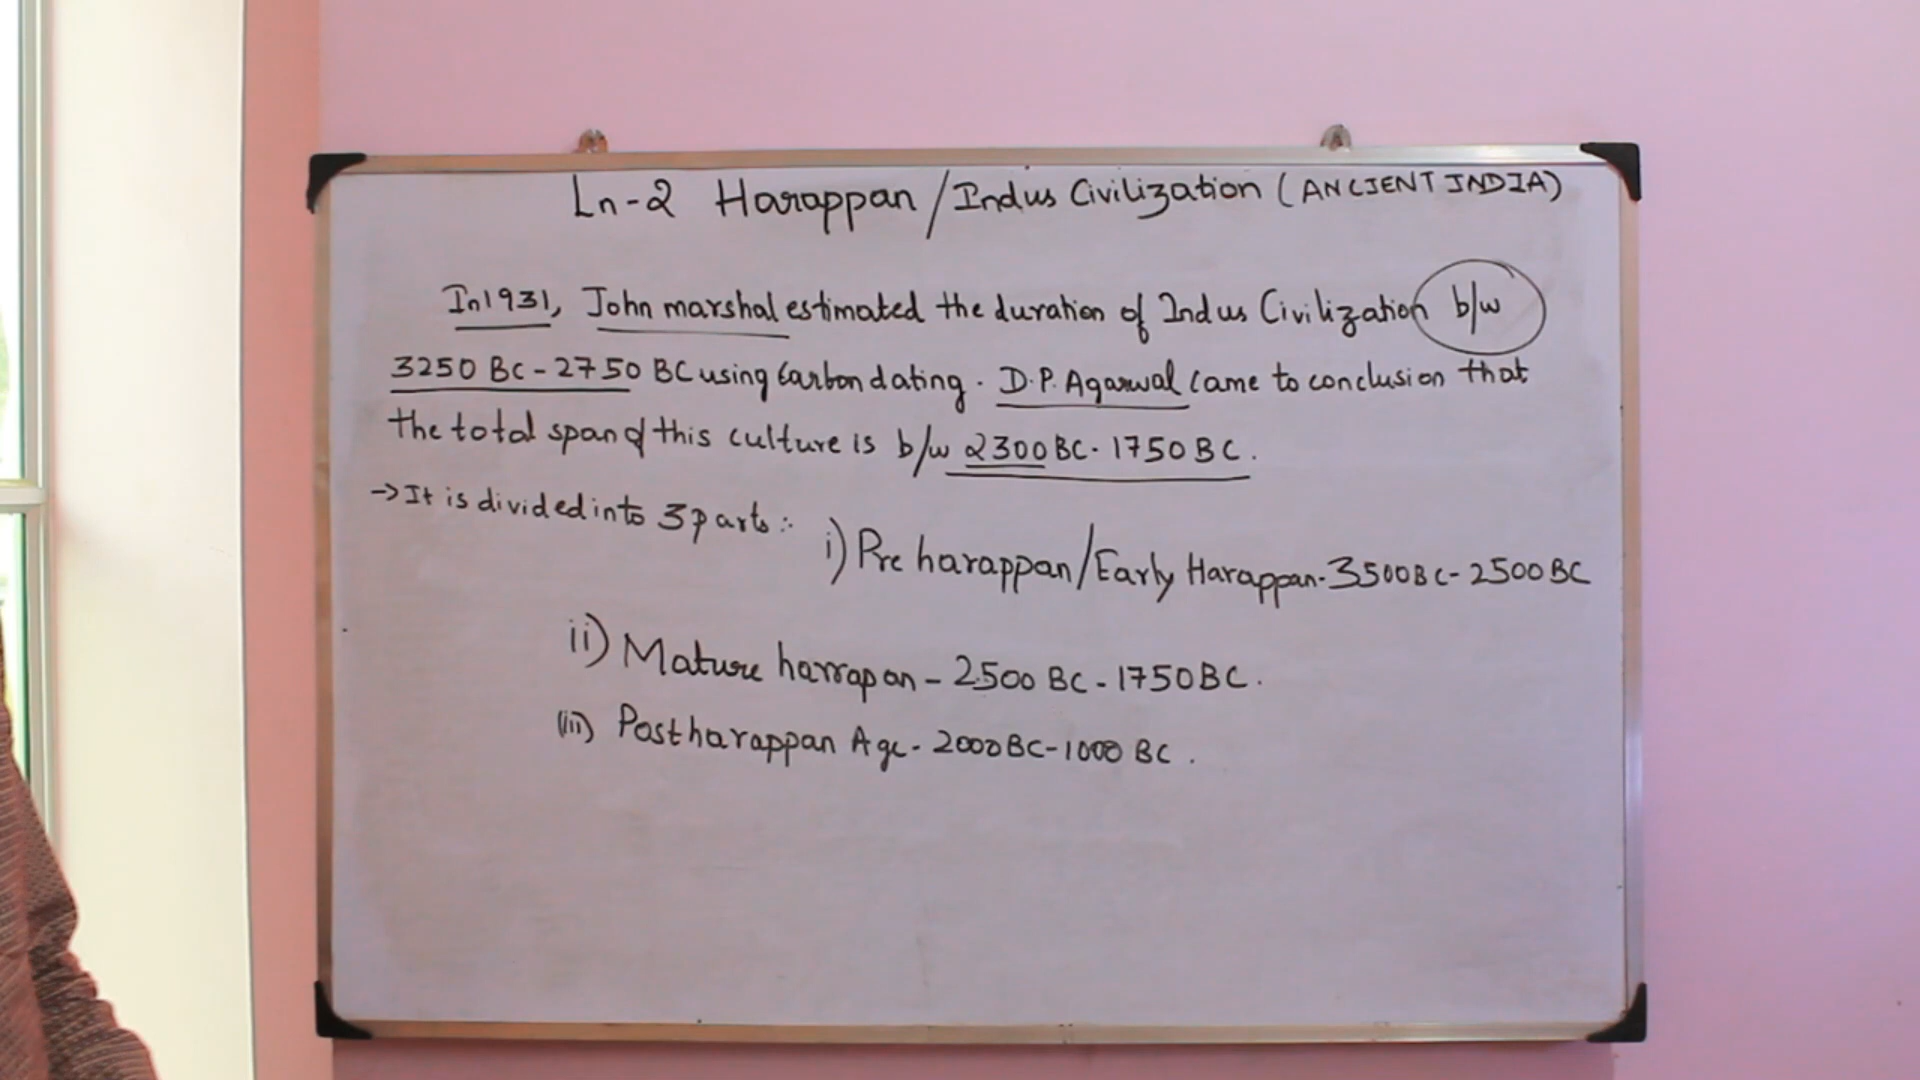 Ln-2 Harappan/Indus Civilization (ANCIENT INDIA)
In 1931, John marshal estimated the duration of Indus Civilization b/w
3250 BC - 2750 BC using Carbon dating. D.P. Agarwal Came to conclusion that
the total span of this culture is b/w 2300 BC - 1750 BC.
→ It is divided into 3 parts :-
i) Pre harappan/Early Harappan - 3500 BC - 2500 BC
ii) Mature harrapan - 2500 BC - 1750 BC.
(iii) Post harappan Age - 2000 BC - 1000 BC.